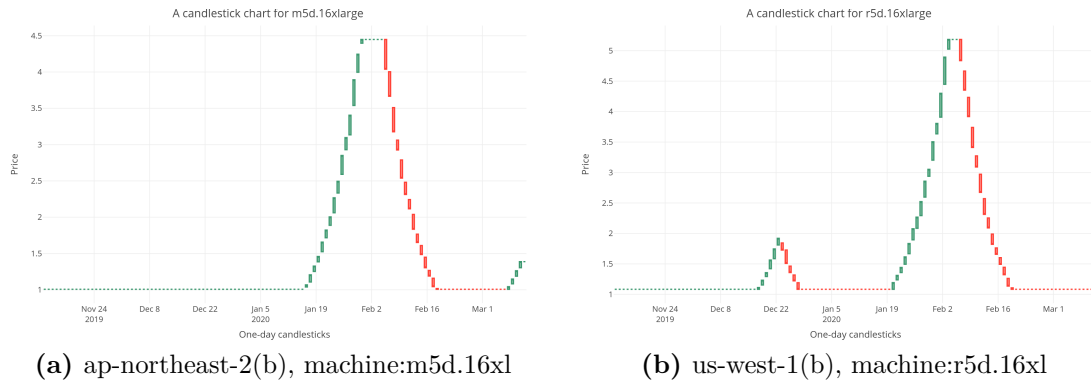 A candlestick chart for m5d.16xlarge
4.5
4
3.5
3
2.5
2
1.5
1
Price
Nov 24
2019
Dec 8
Dec 22
Jan 5
2020
Jan 19
Feb 2
Feb 16
Mar 1
One-day candlesticks
(a) ap-northeast-2(b), machine:m5d.16xl
A candlestick chart for r5d.16xlarge
5
4.5
4
3.5
3
2.5
2
1.5
1
Price
Nov 24
2019
Dec 8
Dec 22
Jan 5
2020
Jan 19
Feb 2
Feb 16
Mar 1
One-day candlesticks
(b) us-west-1(b), machine:r5d.16xl